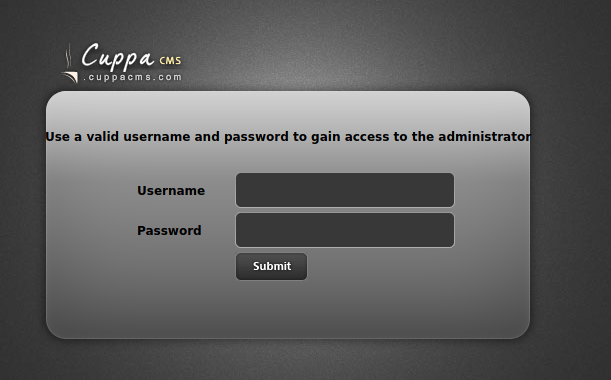 Cuppa CMS
.cuppacms.com
Use a valid username and password to gain access to the administrator
Username
Password
Submit